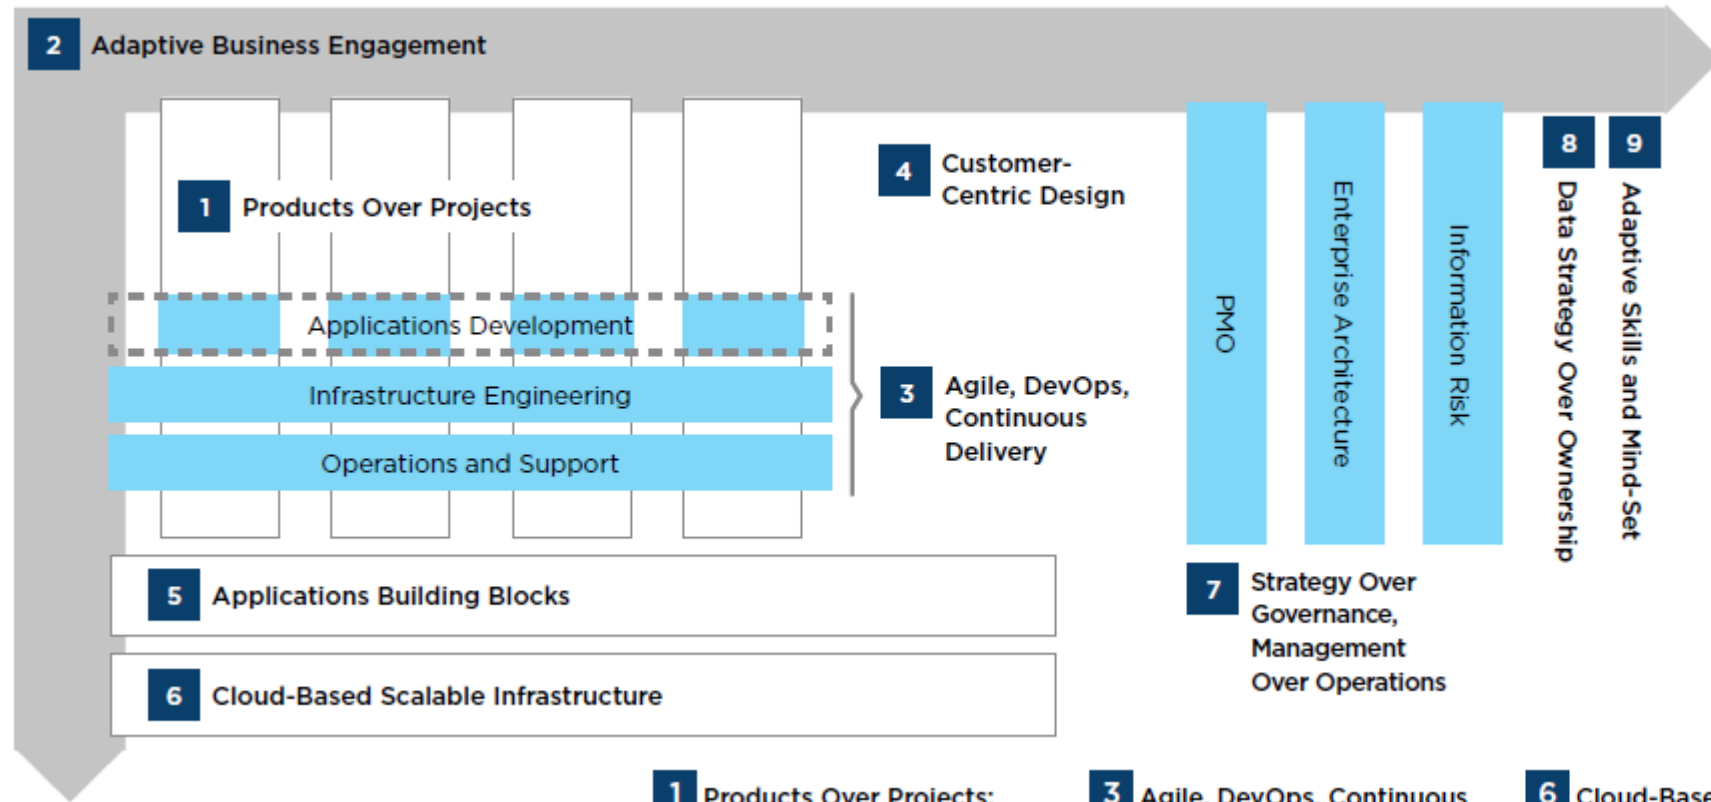 2 Adaptive Business Engagement
1 Products Over Projects
4 Customer-
Centric Design
Applications Development
Infrastructure Engineering
Operations and Support
3 Agile, DevOps,
Continuous
Delivery
PMO
Enterprise Architecture
Information Risk
8 Data Strategy Over Ownership
9 Adaptive Skills and Mind-Set
5 Applications Building Blocks
6 Cloud-Based Scalable Infrastructure
7 Strategy Over
Governance,
Management
Over Operations
1 Products Over Projects:
3 Agile, DevOps, Continuous
6 Cloud-Base